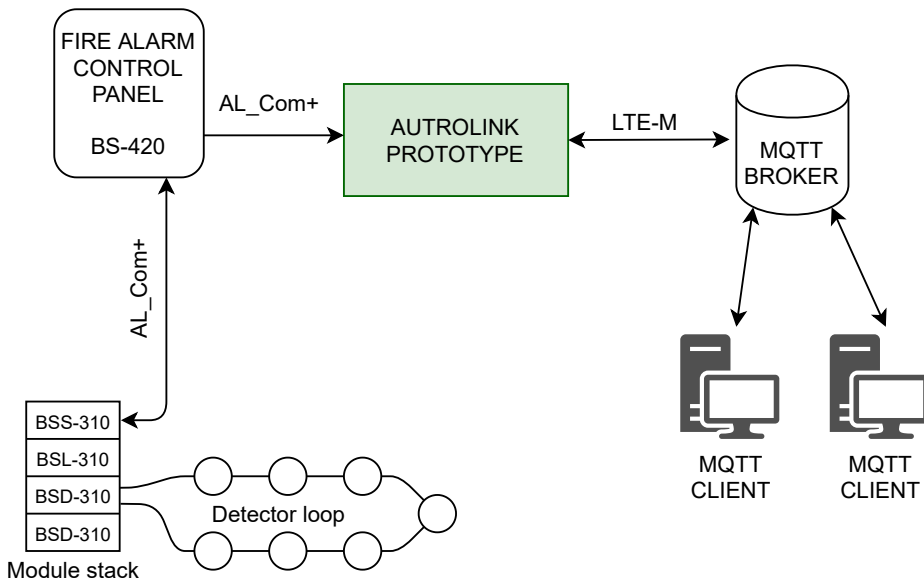 FIRE ALARM
CONTROL
PANEL
BS-420
AL_Com+
AUTROLINK
PROTOTYPE
LTE-M
MQTT
BROKER
AL_Com+
MQTT
CLIENT
MQTT
CLIENT
BSS-310
BSL-310
BSD-310
BSD-310
Detector loop
Module stack